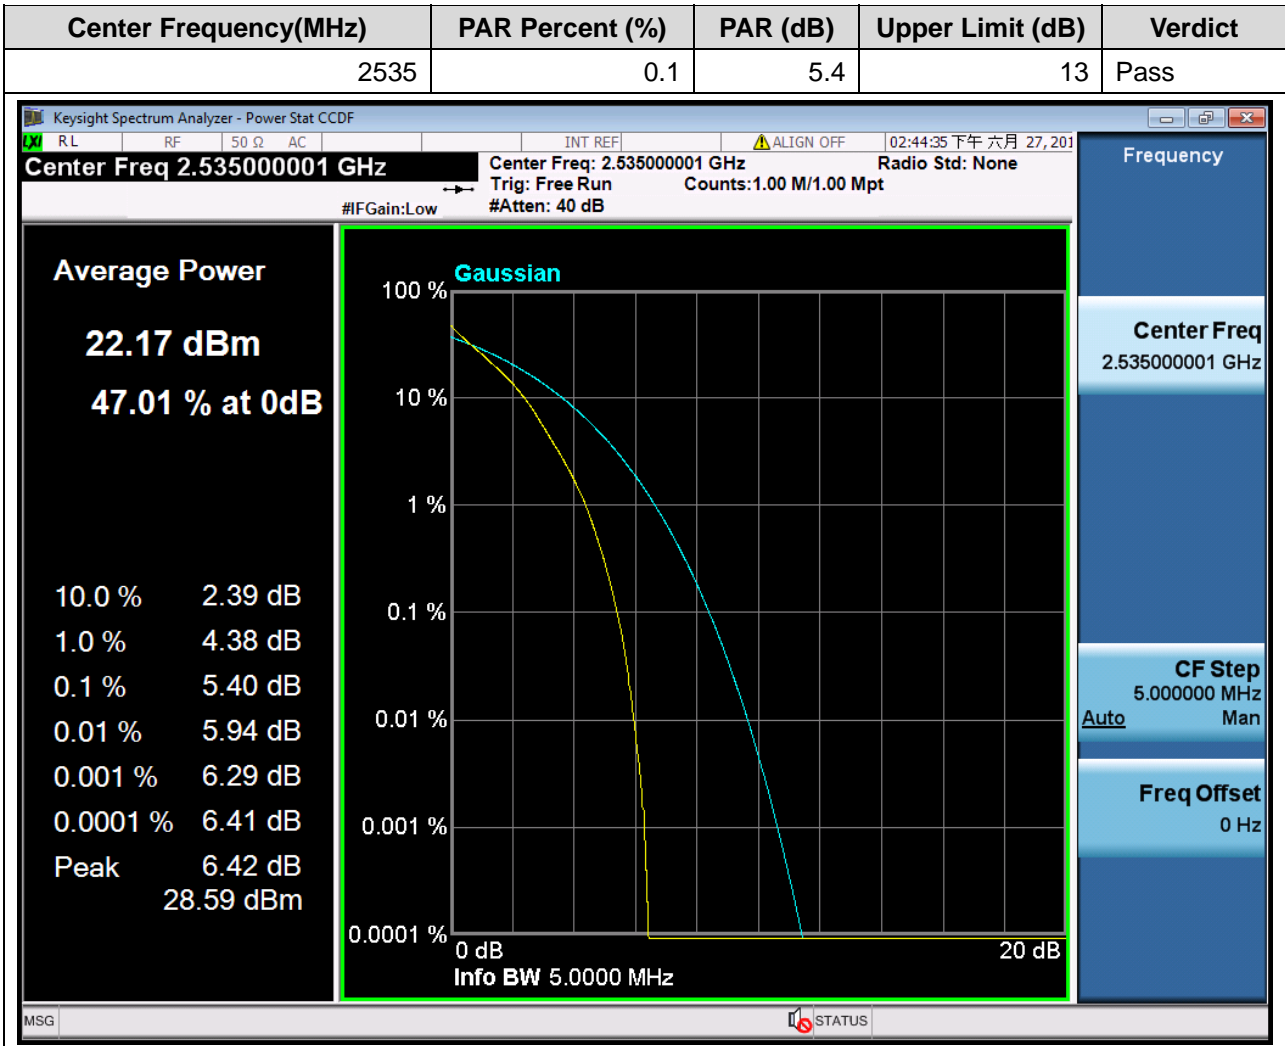 Center Frequency(MHz) PAR Percent (%) PAR (dB) Upper Limit (dB) Verdict
2535 0.1 5.4 13 Pass
Keysight Spectrum Analyzer - Power Stat CCDF
LXI RL RF 50 Ω AC INT REF ALIGN OFF 02:44:35 下午 六月 27, 201
Center Freq 2.535000001 GHz
Center Freq: 2.535000001 GHz Radio Std: None
Trig: Free Run Counts:1.00 M/1.00 Mpt
#IFGain:Low #Atten: 40 dB
Frequency
Average Power
22.17 dBm
47.01 % at 0dB
10.0 % 2.39 dB
1.0 % 4.38 dB
0.1 % 5.40 dB
0.01 % 5.94 dB
0.001 % 6.29 dB
0.0001 % 6.41 dB
Peak 6.42 dB
28.59 dBm
Gaussian
100 %
10 %
1 %
0.1 %
0.01 %
0.001 %
0.0001 %
0 dB 20 dB
Info BW 5.0000 MHz
Center Freq
2.535000001 GHz
CF Step
5.000000 MHz
Auto Man
Freq Offset
0 Hz
MSG STATUS